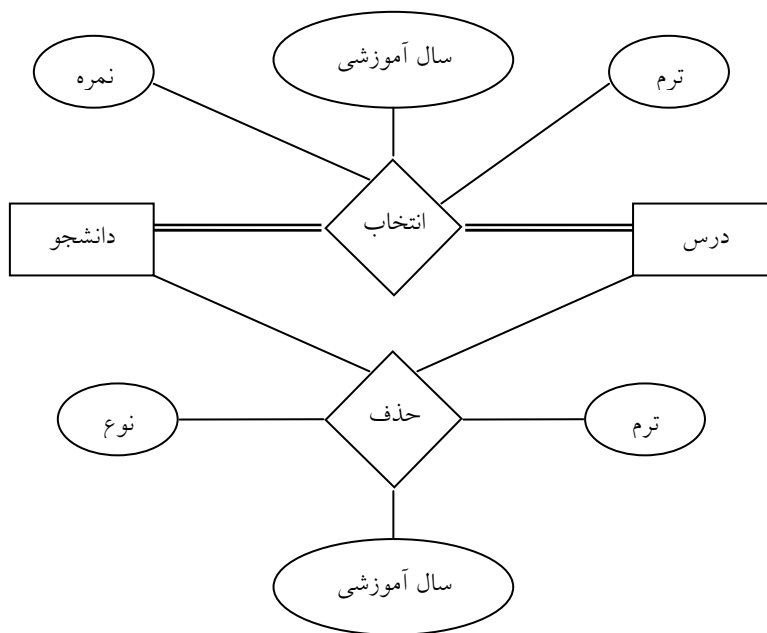 سال آموزشی
نمره
ترم
دانشجو
انتخاب
درس
نوع
حذف
ترم
سال آموزشی